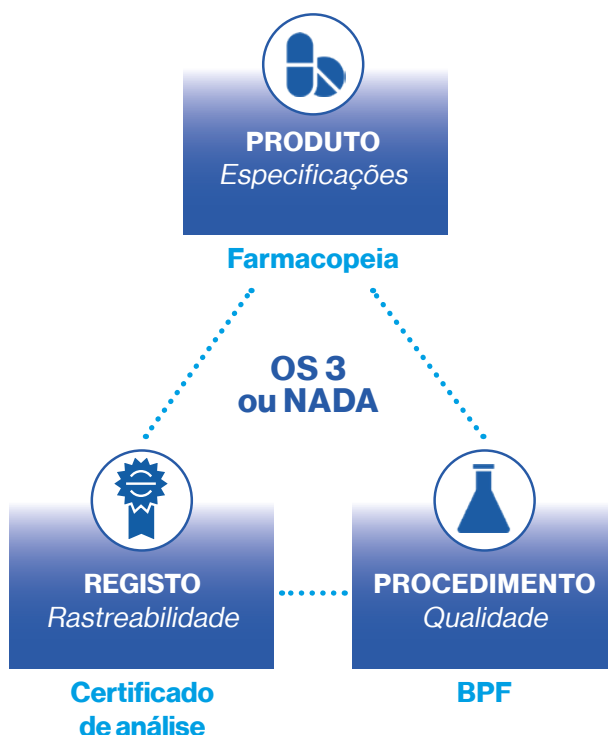 PRODUTO
Especificações
Farmacopeia
OS 3
ou NADA
REGISTO
Rastreabilidade
Certificado
de análise
PROCEDIMENTO
Qualidade
BPF